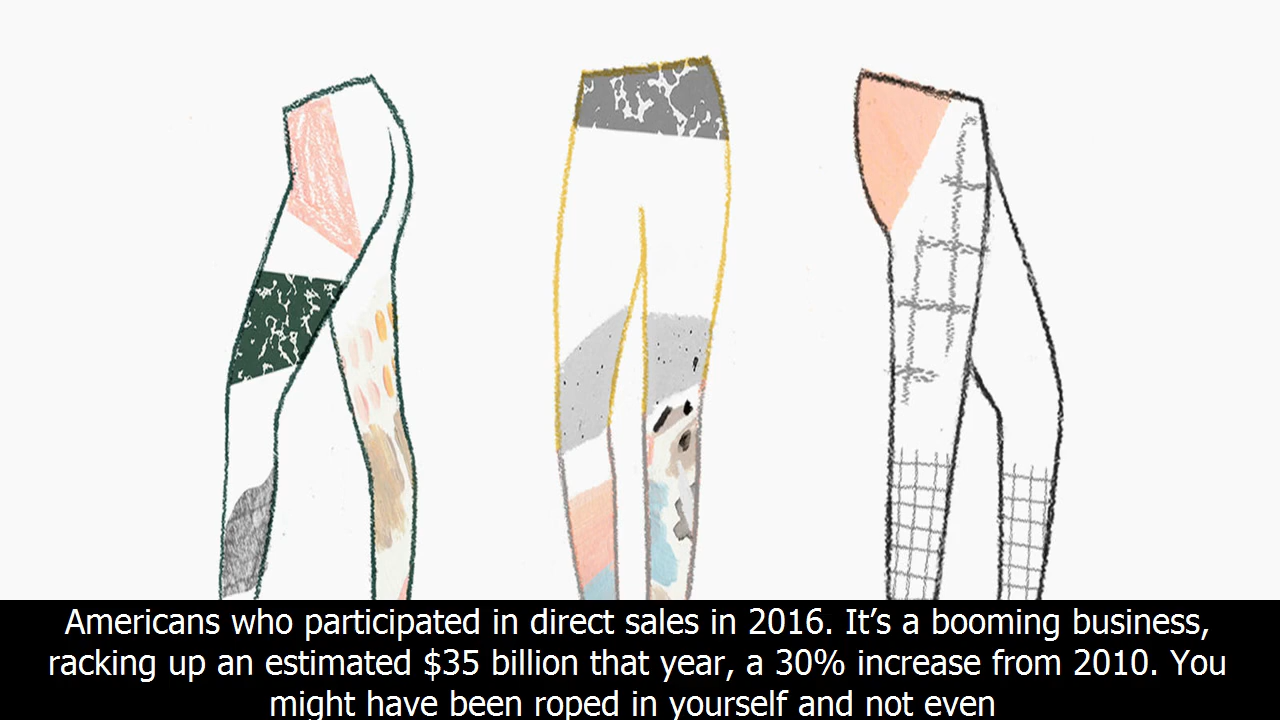 Americans who participated in direct sales in 2016. It’s a booming business,
racking up an estimated $35 billion that year, a 30% increase from 2010. You
might have been roped in yourself and not even